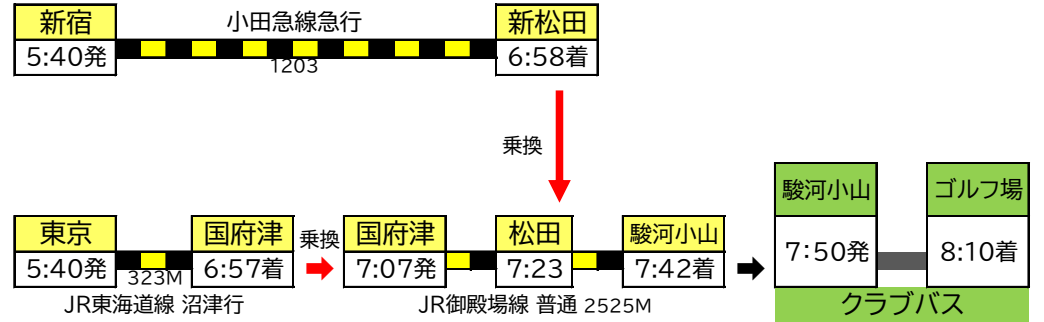 新宿 小田急線急行 新松田
5:40発 1203 6:58着
乗換
東京 国府津 乗換 国府津 松田 駿河小山
5:40発 323M 6:57着 7:07発 7:23 7:42着
JR東海道線 沼津行 JR御殿場線 普通 2525M
駿河小山 ゴルフ場
7:50発 8:10着
クラブバス